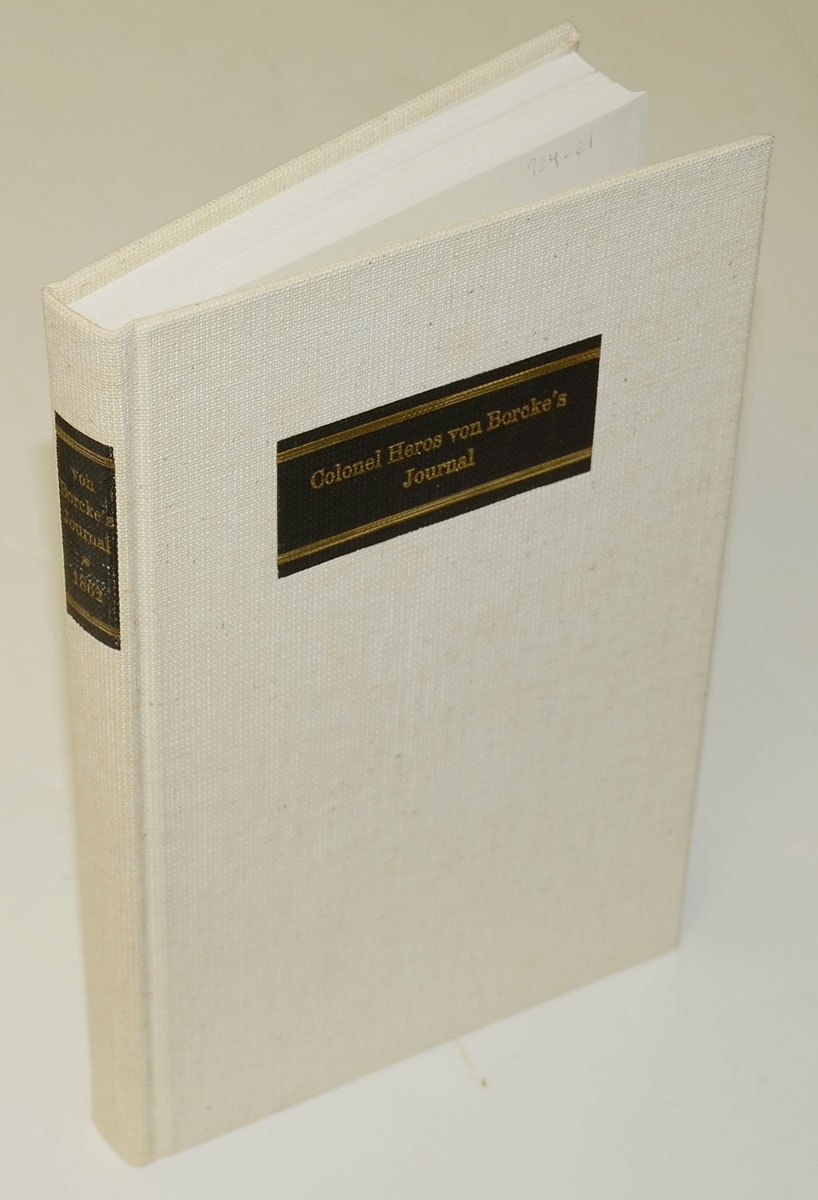 924-21
Colonel Heros von Borcke's
Journal
von
Borcke's
Journal
1862